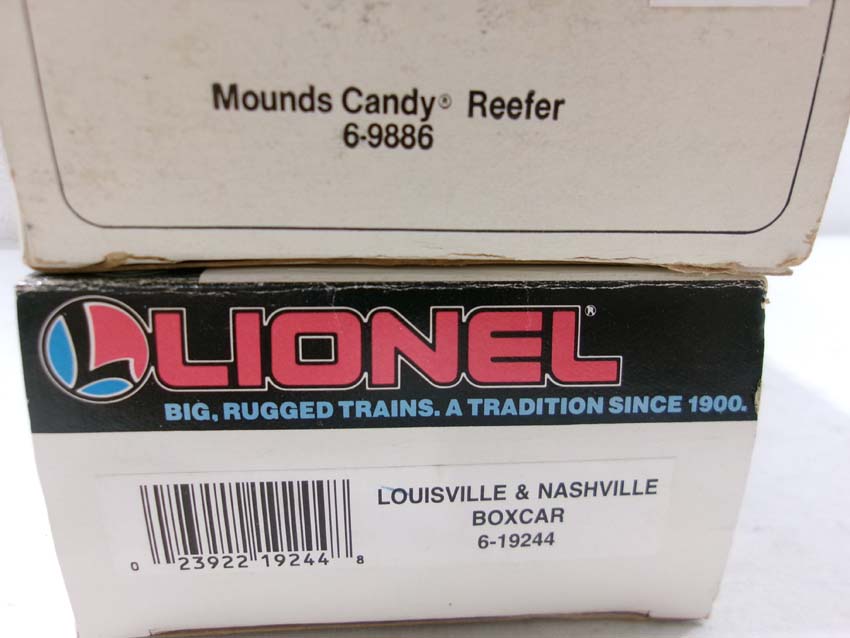 Mounds Candy® Reefer
6-9886
LIONEL®
BIG, RUGGED TRAINS. A TRADITION SINCE 1900.
LOUISVILLE & NASHVILLE
BOXCAR
6-19244
0 23922 19244 8